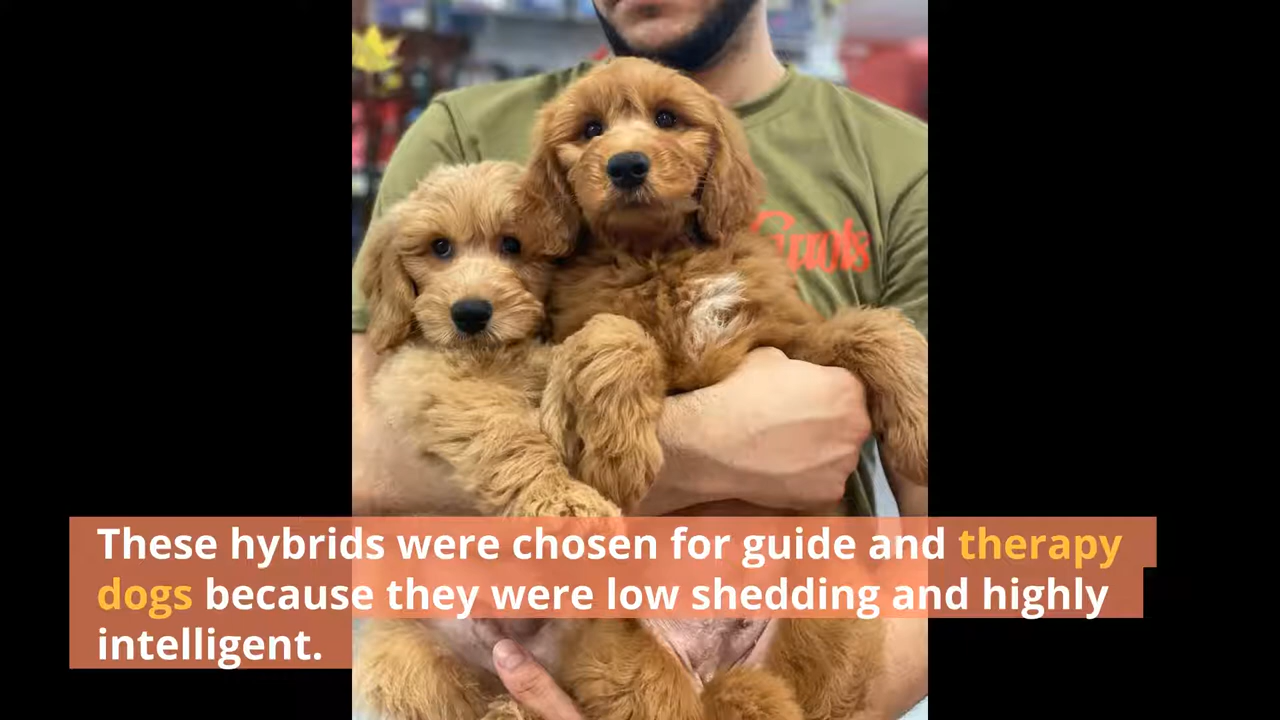 These hybrids were chosen for guide and therapy
dogs because they were low shedding and highly
intelligent.